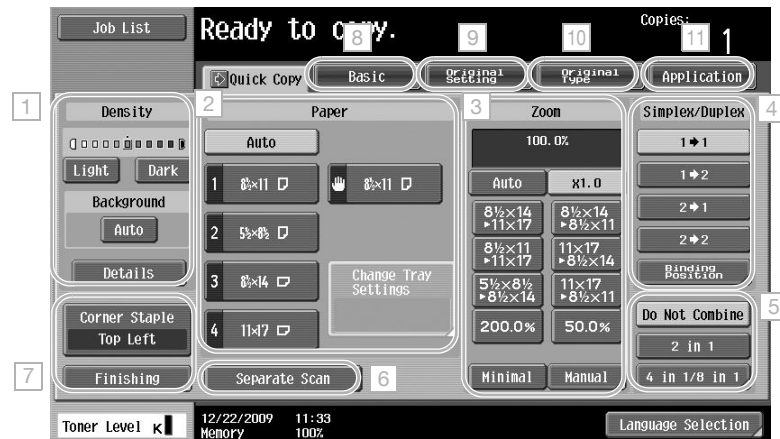 Job List
Ready to copy.
Copies:
1
8
9
10
11
Quick Copy
Basic
Original Setting
Original Type
Application
1
Density
Light
Dark
Background
Auto
Details
2
Paper
Auto
1 8½×11
8½×11
2 5½×8½
3 8½×14
4 11×17
Change Tray
Settings
3
Zoom
100.0%
Auto
x1.0
8½×14
▸11×17
8½×14
▸8½×11
8½×11
▸11×17
11×17
▸8½×14
5½×8½
▸8½×14
11×17
▸8½×11
200.0%
50.0%
Minimal
Manual
4
Simplex/Duplex
1➧1
1➧2
2➧1
2➧2
Binding
Position
5
Do Not Combine
2 in 1
4 in 1/8 in 1
Corner Staple
Top Left
7
Finishing
Separate Scan
6
Toner Level K
12/22/2009 11:33
Memory 100%
Language Selection